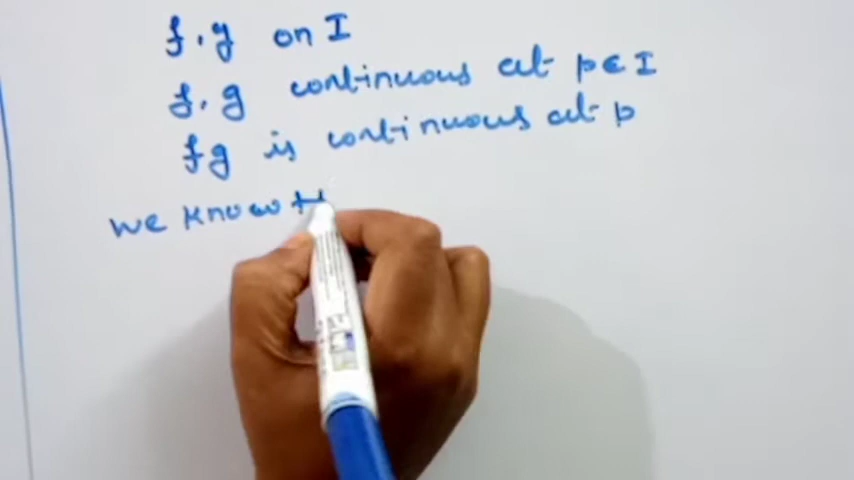 f, g on I
f, g continuous at p ∈ I
fg is continuous at p
we know